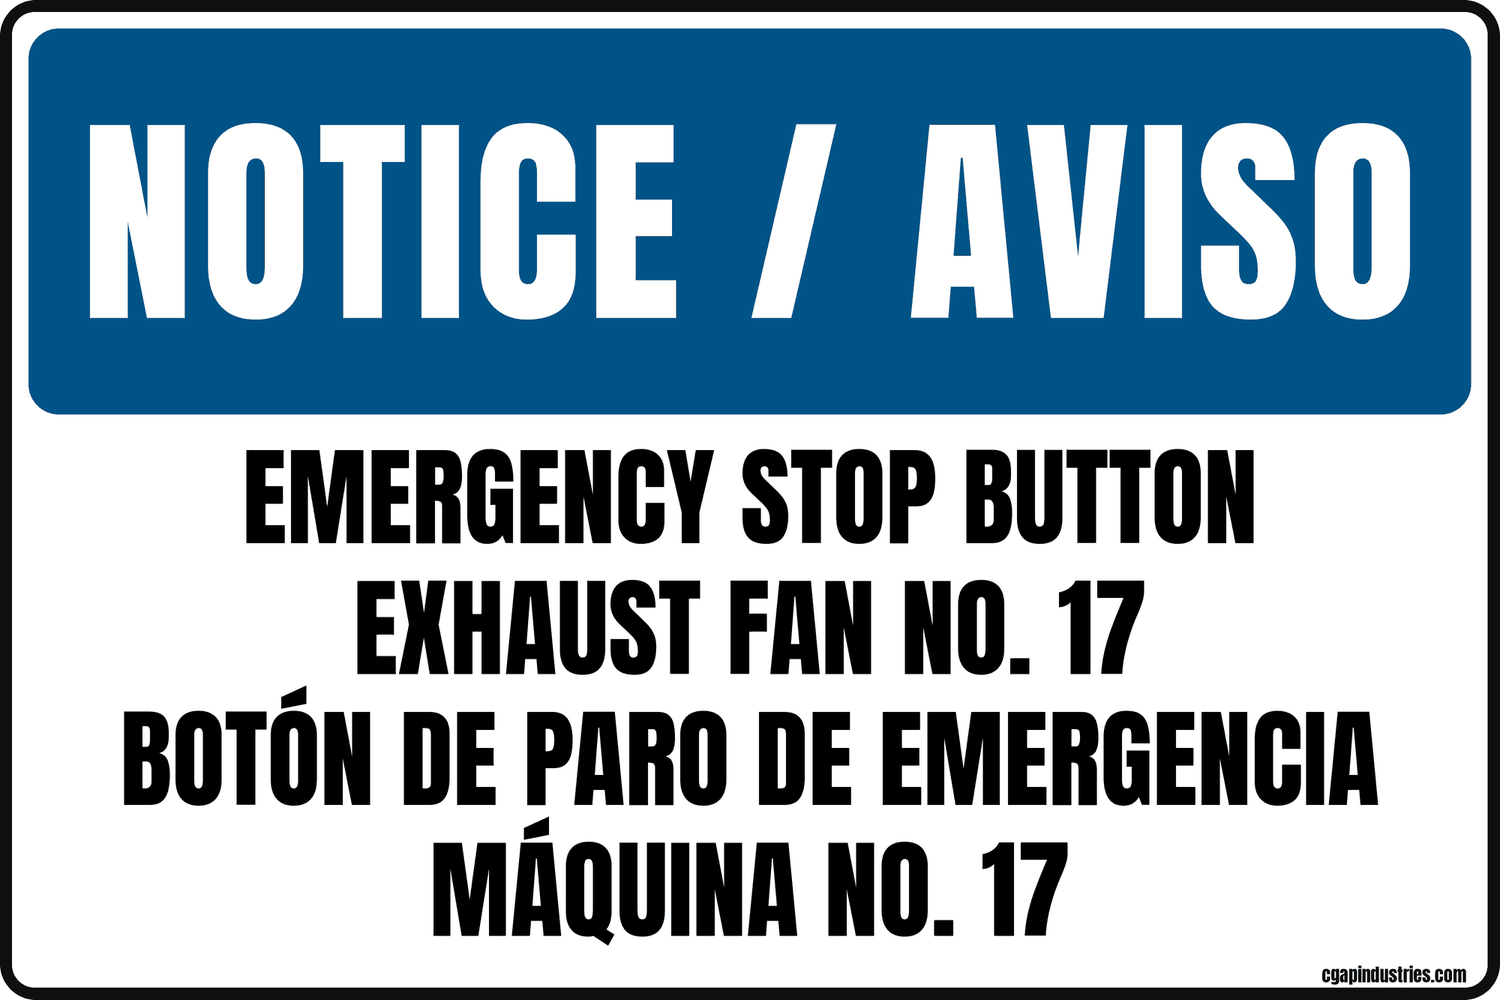 NOTICE / AVISO
EMERGENCY STOP BUTTON
EXHAUST FAN NO. 17
BOTÓN DE PARO DE EMERGENCIA
MÁQUINA NO. 17
cgapindustries.com